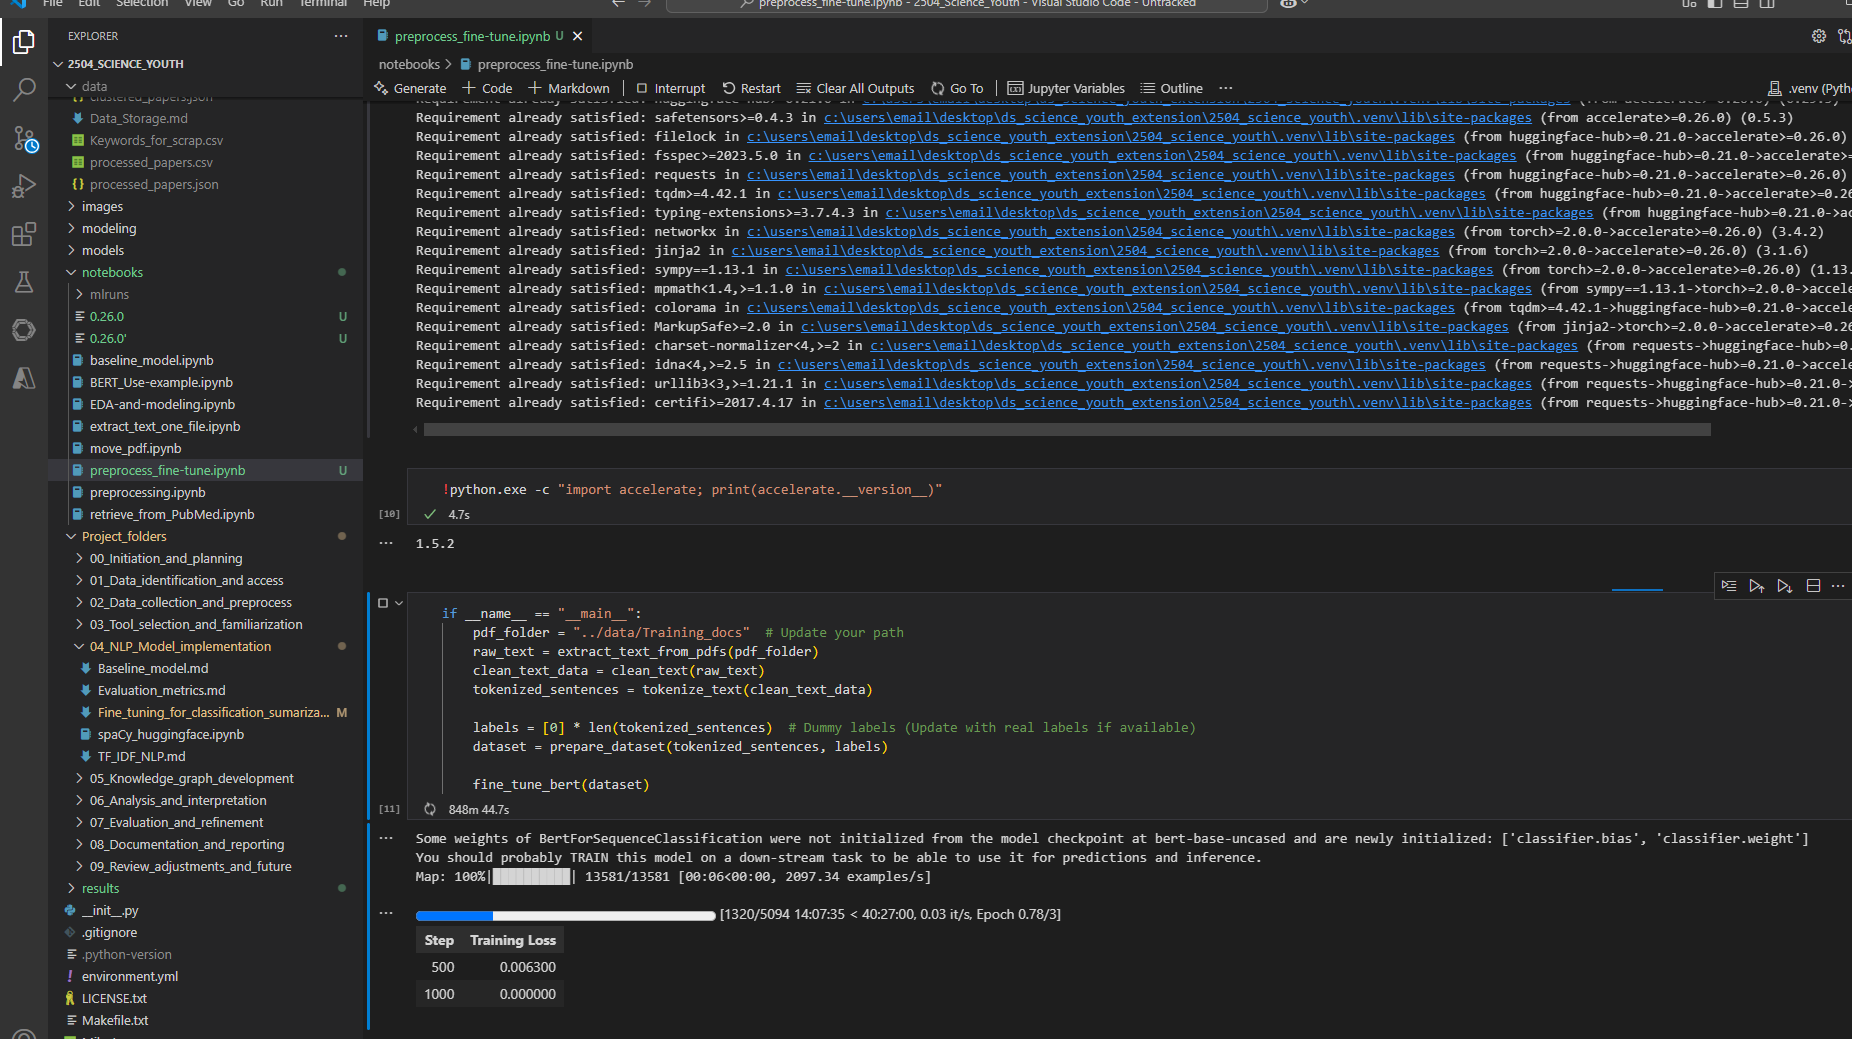 File Edit Selection View Go Run Terminal Help
preprocess_fine-tune.ipynb - 2504_Science_Youth - Visual Studio Code - Untracked
EXPLORER
2504_SCIENCE_YOUTH
data
clustered_papers.json
Data_Storage.md
Keywords_for_scrap.csv
processed_papers.csv
processed_papers.json
images
modeling
models
notebooks
mlruns
0.26.0 U
0.26.0' U
baseline_model.ipynb
BERT_Use-example.ipynb
EDA-and-modeling.ipynb
extract_text_one_file.ipynb
move_pdf.ipynb
preprocess_fine-tune.ipynb U
preprocessing.ipynb
retrieve_from_PubMed.ipynb
Project_folders
00_Initiation_and_planning
01_Data_identification_and access
02_Data_collection_and_preprocess
03_Tool_selection_and_familiarization
04_NLP_Model_implementation
Baseline_model.md
Evaluation_metrics.md
Fine_tuning_for_classification_sumariza... M
spaCy_huggingface.ipynb
TF_IDF_NLP.md
05_Knowledge_graph_development
06_Analysis_and_interpretation
07_Evaluation_and_refinement
08_Documentation_and_reporting
09_Review_adjustments_and_future
results
__init__.py
.gitignore
.python-version
environment.yml
LICENSE.txt
Makefile.txt
preprocess_fine-tune.ipynb U
notebooks > preprocess_fine-tune.ipynb
Generate + Code + Markdown Interrupt Restart Clear All Outputs Go To Jupyter Variables Outline ... .venv (Pyth
Requirement already satisfied: safetensors>=0.4.3 in c:\users\email\desktop\ds_science_youth_extension\2504_science_youth\.venv\lib\site-packages (from accelerate>=0.26.0) (0.5.3)
Requirement already satisfied: filelock in c:\users\email\desktop\ds_science_youth_extension\2504_science_youth\.venv\lib\site-packages (from huggingface-hub>=0.21.0->accelerate>=0.26.0)
Requirement already satisfied: fsspec>=2023.5.0 in c:\users\email\desktop\ds_science_youth_extension\2504_science_youth\.venv\lib\site-packages (from huggingface-hub>=0.21.0->accelerate>=
Requirement already satisfied: requests in c:\users\email\desktop\ds_science_youth_extension\2504_science_youth\.venv\lib\site-packages (from huggingface-hub>=0.21.0->accelerate>=0.26.0)
Requirement already satisfied: tqdm>=4.42.1 in c:\users\email\desktop\ds_science_youth_extension\2504_science_youth\.venv\lib\site-packages (from huggingface-hub>=0.21.0->accelerate>=0.26
Requirement already satisfied: typing-extensions>=3.7.4.3 in c:\users\email\desktop\ds_science_youth_extension\2504_science_youth\.venv\lib\site-packages (from huggingface-hub>=0.21.0->ac
Requirement already satisfied: networkx in c:\users\email\desktop\ds_science_youth_extension\2504_science_youth\.venv\lib\site-packages (from torch>=2.0.0->accelerate>=0.26.0) (3.4.2)
Requirement already satisfied: jinja2 in c:\users\email\desktop\ds_science_youth_extension\2504_science_youth\.venv\lib\site-packages (from torch>=2.0.0->accelerate>=0.26.0) (3.1.6)
Requirement already satisfied: sympy==1.13.1 in c:\users\email\desktop\ds_science_youth_extension\2504_science_youth\.venv\lib\site-packages (from torch>=2.0.0->accelerate>=0.26.0) (1.13.
Requirement already satisfied: mpmath<1.4,>=1.1.0 in c:\users\email\desktop\ds_science_youth_extension\2504_science_youth\.venv\lib\site-packages (from sympy==1.13.1->torch>=2.0.0->accele
Requirement already satisfied: colorama in c:\users\email\desktop\ds_science_youth_extension\2504_science_youth\.venv\lib\site-packages (from tqdm>=4.42.1->huggingface-hub>=0.21.0->accele
Requirement already satisfied: MarkupSafe>=2.0 in c:\users\email\desktop\ds_science_youth_extension\2504_science_youth\.venv\lib\site-packages (from jinja2->torch>=2.0.0->accelerate>=0.26
Requirement already satisfied: charset-normalizer<4,>=2 in c:\users\email\desktop\ds_science_youth_extension\2504_science_youth\.venv\lib\site-packages (from requests->huggingface-hub>=0.
Requirement already satisfied: idna<4,>=2.5 in c:\users\email\desktop\ds_science_youth_extension\2504_science_youth\.venv\lib\site-packages (from requests->huggingface-hub>=0.21.0->accele
Requirement already satisfied: urllib3<3,>=1.21.1 in c:\users\email\desktop\ds_science_youth_extension\2504_science_youth\.venv\lib\site-packages (from requests->huggingface-hub>=0.21.0->
Requirement already satisfied: certifi>=2017.4.17 in c:\users\email\desktop\ds_science_youth_extension\2504_science_youth\.venv\lib\site-packages (from requests->huggingface-hub>=0.21.0->
!python.exe -c "import accelerate; print(accelerate.__version__)"
[10] 4.7s
... 1.5.2
if __name__ == "__main__":
pdf_folder = "../data/Training_docs" # Update your path
raw_text = extract_text_from_pdfs(pdf_folder)
clean_text_data = clean_text(raw_text)
tokenized_sentences = tokenize_text(clean_text_data)
labels = [0] * len(tokenized_sentences) # Dummy labels (Update with real labels if available)
dataset = prepare_dataset(tokenized_sentences, labels)
fine_tune_bert(dataset)
[11] 848m 44.7s
... Some weights of BertForSequenceClassification were not initialized from the model checkpoint at bert-base-uncased and are newly initialized: ['classifier.bias', 'classifier.weight']
You should probably TRAIN this model on a down-stream task to be able to use it for predictions and inference.
Map: 100%|██████████| 13581/13581 [00:06<00:00, 2097.34 examples/s]
... [1320/5094 14:07:35 < 40:27:00, 0.03 it/s, Epoch 0.78/3]
Step Training Loss
500 0.006300
1000 0.000000